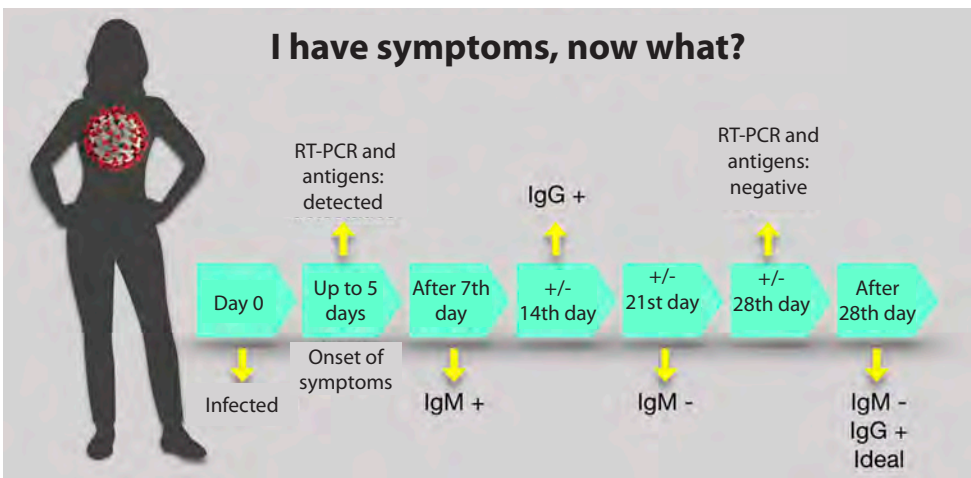 I have symptoms, now what?
RT-PCR and
antigens:
detected
IgG +
RT-PCR and
antigens:
negative
Day 0
Up to 5
days
After 7th
day
+/-
14th day
+/-
21st day
+/-
28th day
After
28th day
Infected
Onset of
symptoms
IgM +
IgM -
IgM -
IgG +
Ideal